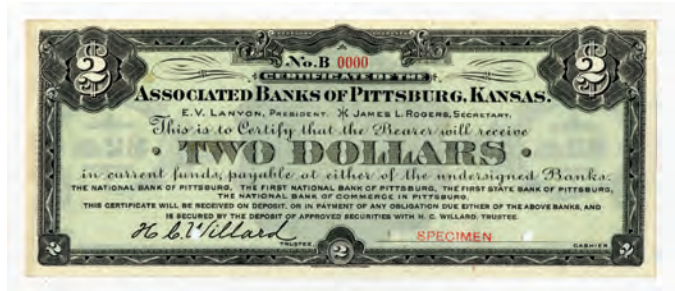 No. B 0000
CERTIFICATE OF THE
$2 $2
ASSOCIATED BANKS OF PITTSBURG, KANSAS.
E.V. LANYON, PRESIDENT. JAMES L. ROGERS, SECRETARY.
This is to Certify that the Bearer will receive
• TWO DOLLARS •
in current funds, payable at either of the undersigned Banks.
THE NATIONAL BANK OF PITTSBURG, THE FIRST NATIONAL BANK OF PITTSBURG, THE FIRST STATE BANK OF PITTSBURG,
THE NATIONAL BANK OF COMMERCE IN PITTSBURG.
THIS CERTIFICATE WILL BE RECEIVED ON DEPOSIT, OR IN PAYMENT OF ANY OBLIGATION DUE EITHER OF THE ABOVE BANKS, AND
IS SECURED BY THE DEPOSIT OF APPROVED SECURITIES WITH H. C. WILLARD, TRUSTEE.
H C Willard SPECIMEN
TRUSTEE. CASHIER
2 2 2